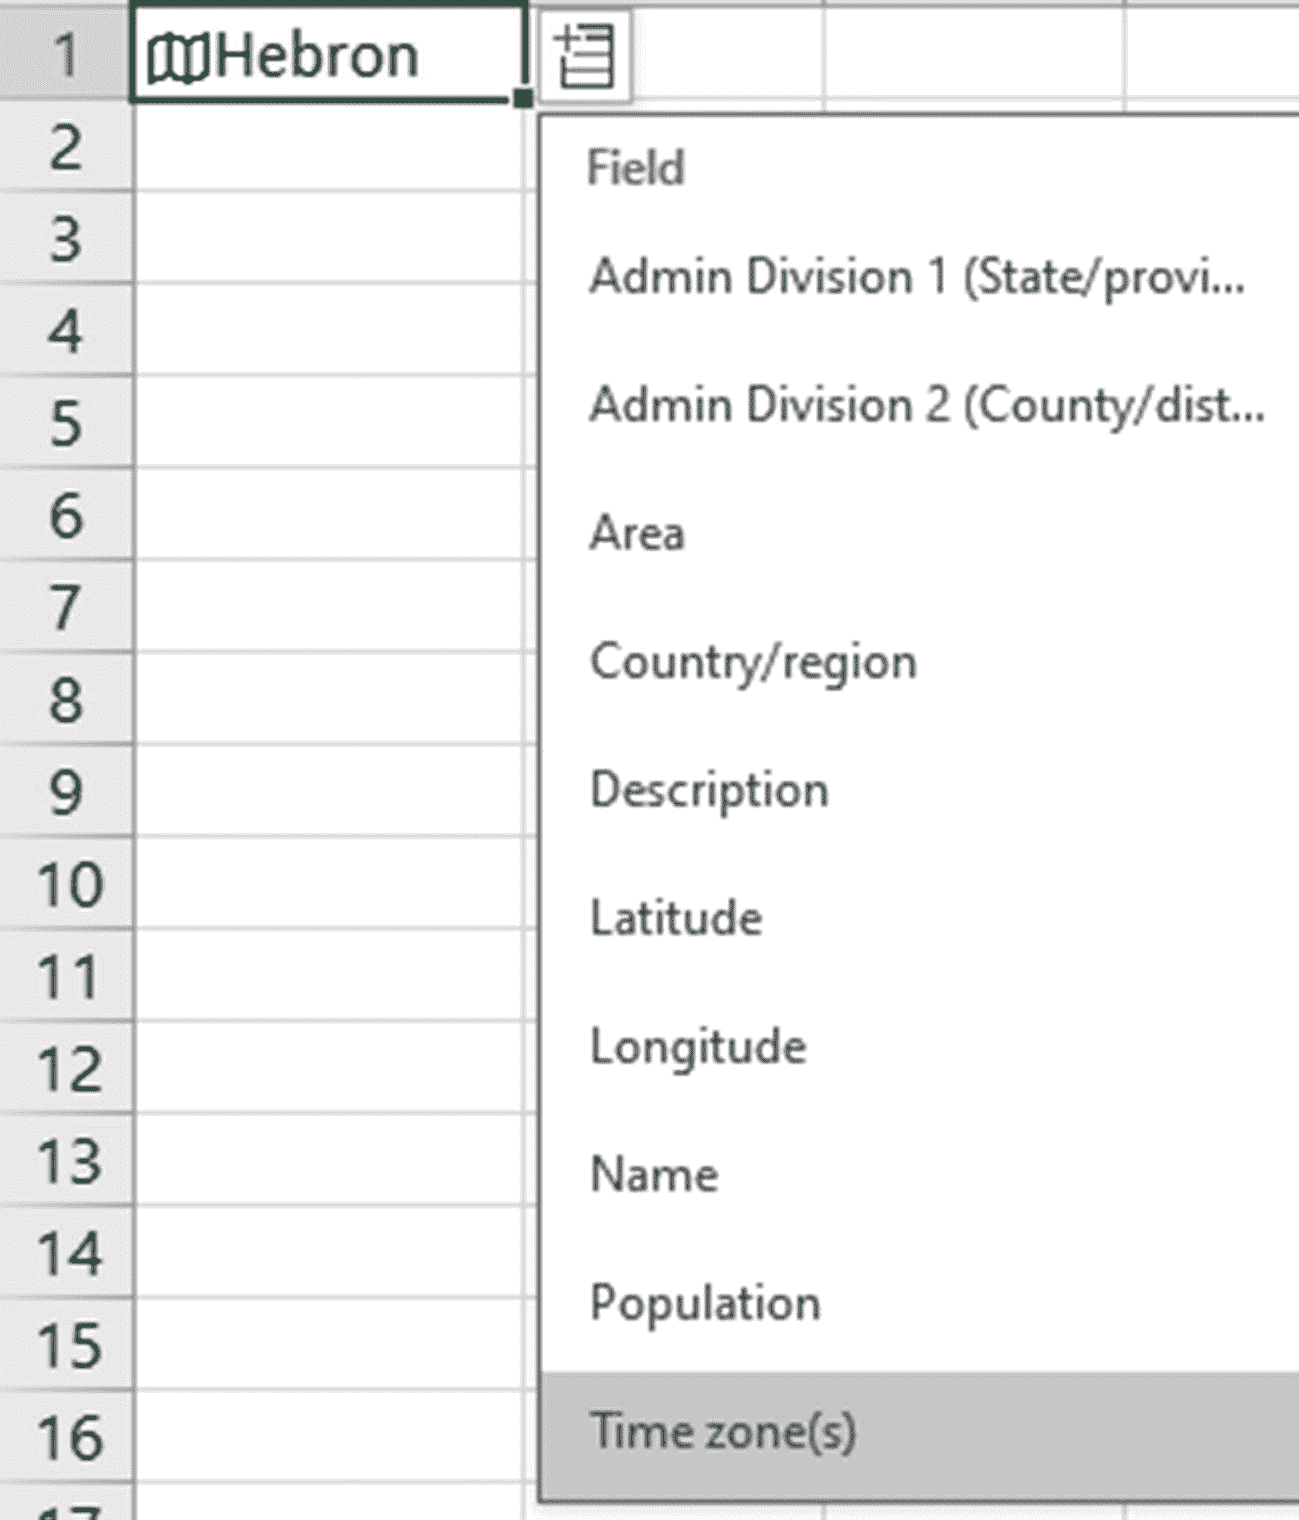 1 Hebron
2 Field
3 Admin Division 1 (State/provi...
4
5 Admin Division 2 (County/dist...
6 Area
7
8 Country/region
9 Description
10 Latitude
11
12 Longitude
13 Name
14
15 Population
16 Time zone(s)
17